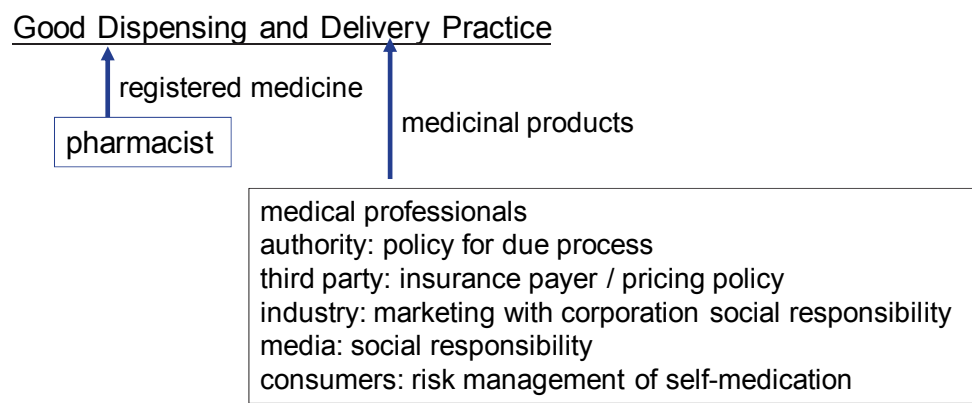 Good Dispensing and Delivery Practice
registered medicine
pharmacist
medicinal products
medical professionals
authority: policy for due process
third party: insurance payer / pricing policy
industry: marketing with corporation social responsibility
media: social responsibility
consumers: risk management of self-medication